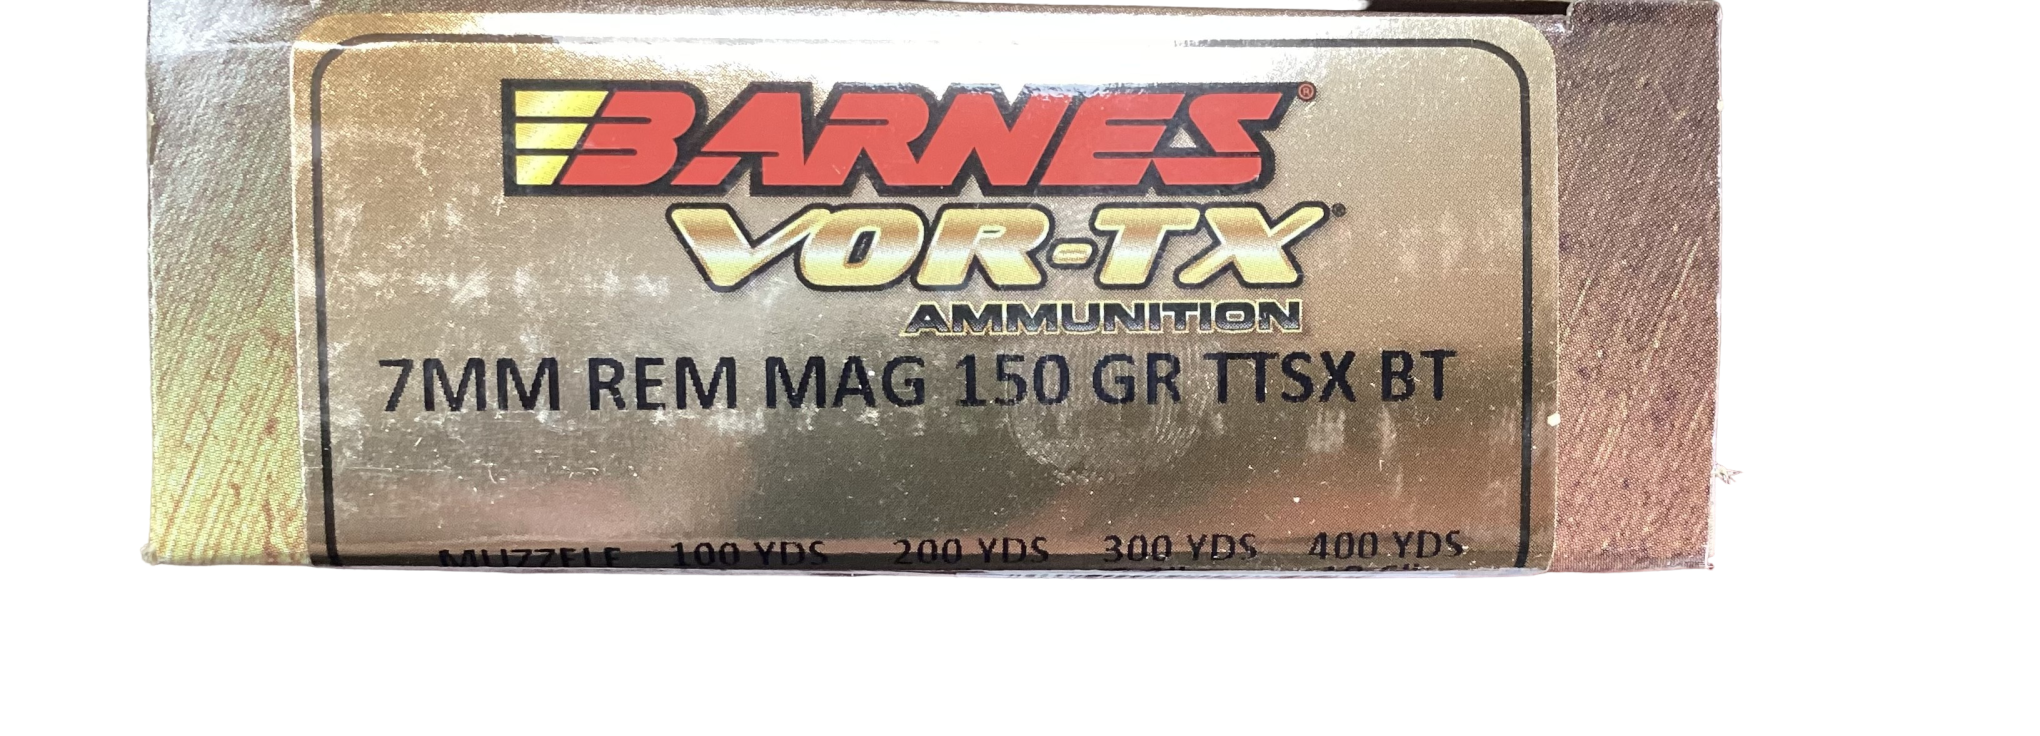 BARNES®
VOR-TX
AMMUNITION
7MM REM MAG 150 GR TTSX BT
MUZZELE 100 YDS 200 YDS 300 YDS 400 YDS